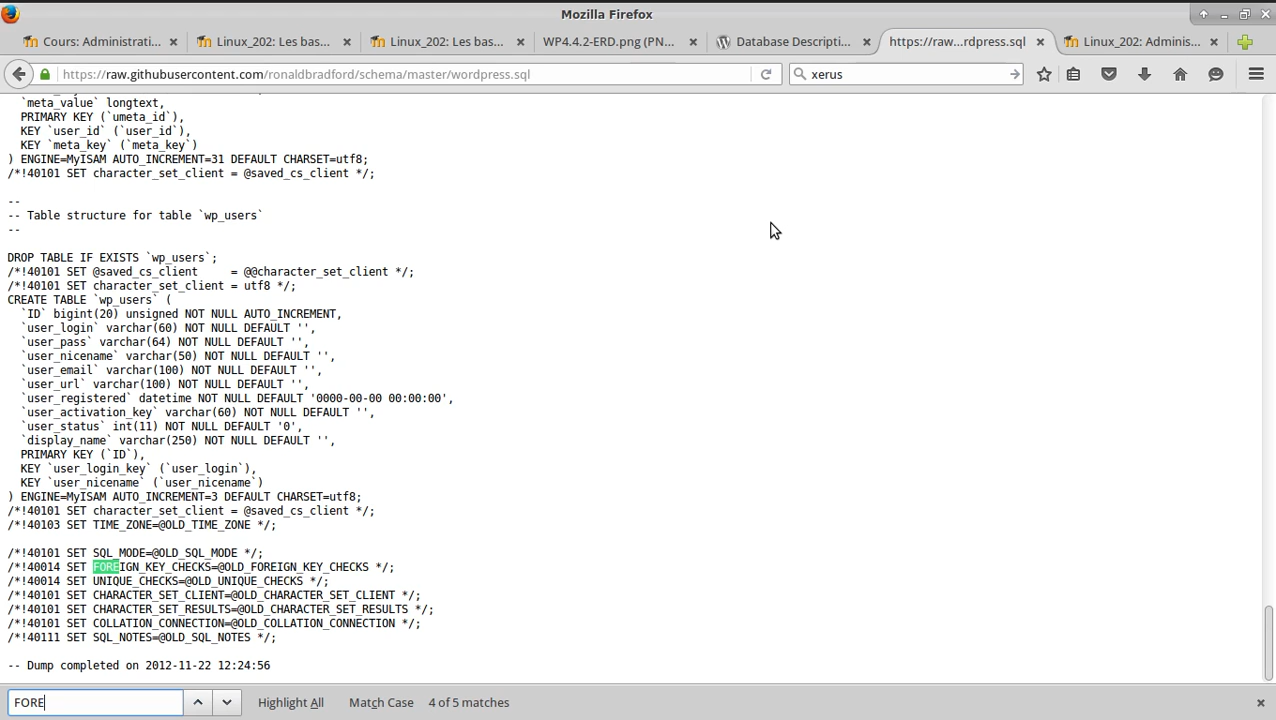 Mozilla Firefox
Cours: Administrati...
Linux_202: Les bas...
Linux_202: Les bas...
WP4.4.2-ERD.png (PN...
Database Descripti...
https://raw...rdpress.sql
Linux_202: Adminis...
https://raw.githubusercontent.com/ronaldbradford/schema/master/wordpress.sql
xerus
`meta_value` longtext,
PRIMARY KEY (`umeta_id`),
KEY `user_id` (`user_id`),
KEY `meta_key` (`meta_key`)
) ENGINE=MyISAM AUTO_INCREMENT=31 DEFAULT CHARSET=utf8;
/*!40101 SET character_set_client = @saved_cs_client */;
--
-- Table structure for table `wp_users`
--
DROP TABLE IF EXISTS `wp_users`;
/*!40101 SET @saved_cs_client     = @@character_set_client */;
/*!40101 SET character_set_client = utf8 */;
CREATE TABLE `wp_users` (
`ID` bigint(20) unsigned NOT NULL AUTO_INCREMENT,
`user_login` varchar(60) NOT NULL DEFAULT '',
`user_pass` varchar(64) NOT NULL DEFAULT '',
`user_nicename` varchar(50) NOT NULL DEFAULT '',
`user_email` varchar(100) NOT NULL DEFAULT '',
`user_url` varchar(100) NOT NULL DEFAULT '',
`user_registered` datetime NOT NULL DEFAULT '0000-00-00 00:00:00',
`user_activation_key` varchar(60) NOT NULL DEFAULT '',
`user_status` int(11) NOT NULL DEFAULT '0',
`display_name` varchar(250) NOT NULL DEFAULT '',
PRIMARY KEY (`ID`),
KEY `user_login_key` (`user_login`),
KEY `user_nicename` (`user_nicename`)
) ENGINE=MyISAM AUTO_INCREMENT=3 DEFAULT CHARSET=utf8;
/*!40101 SET character_set_client = @saved_cs_client */;
/*!40103 SET TIME_ZONE=@OLD_TIME_ZONE */;
/*!40101 SET SQL_MODE=@OLD_SQL_MODE */;
/*!40014 SET FOREIGN_KEY_CHECKS=@OLD_FOREIGN_KEY_CHECKS */;
/*!40014 SET UNIQUE_CHECKS=@OLD_UNIQUE_CHECKS */;
/*!40101 SET CHARACTER_SET_CLIENT=@OLD_CHARACTER_SET_CLIENT */;
/*!40101 SET CHARACTER_SET_RESULTS=@OLD_CHARACTER_SET_RESULTS */;
/*!40101 SET COLLATION_CONNECTION=@OLD_COLLATION_CONNECTION */;
/*!40111 SET SQL_NOTES=@OLD_SQL_NOTES */;
-- Dump completed on 2012-11-22 12:24:56
FORE
Highlight All
Match Case
4 of 5 matches